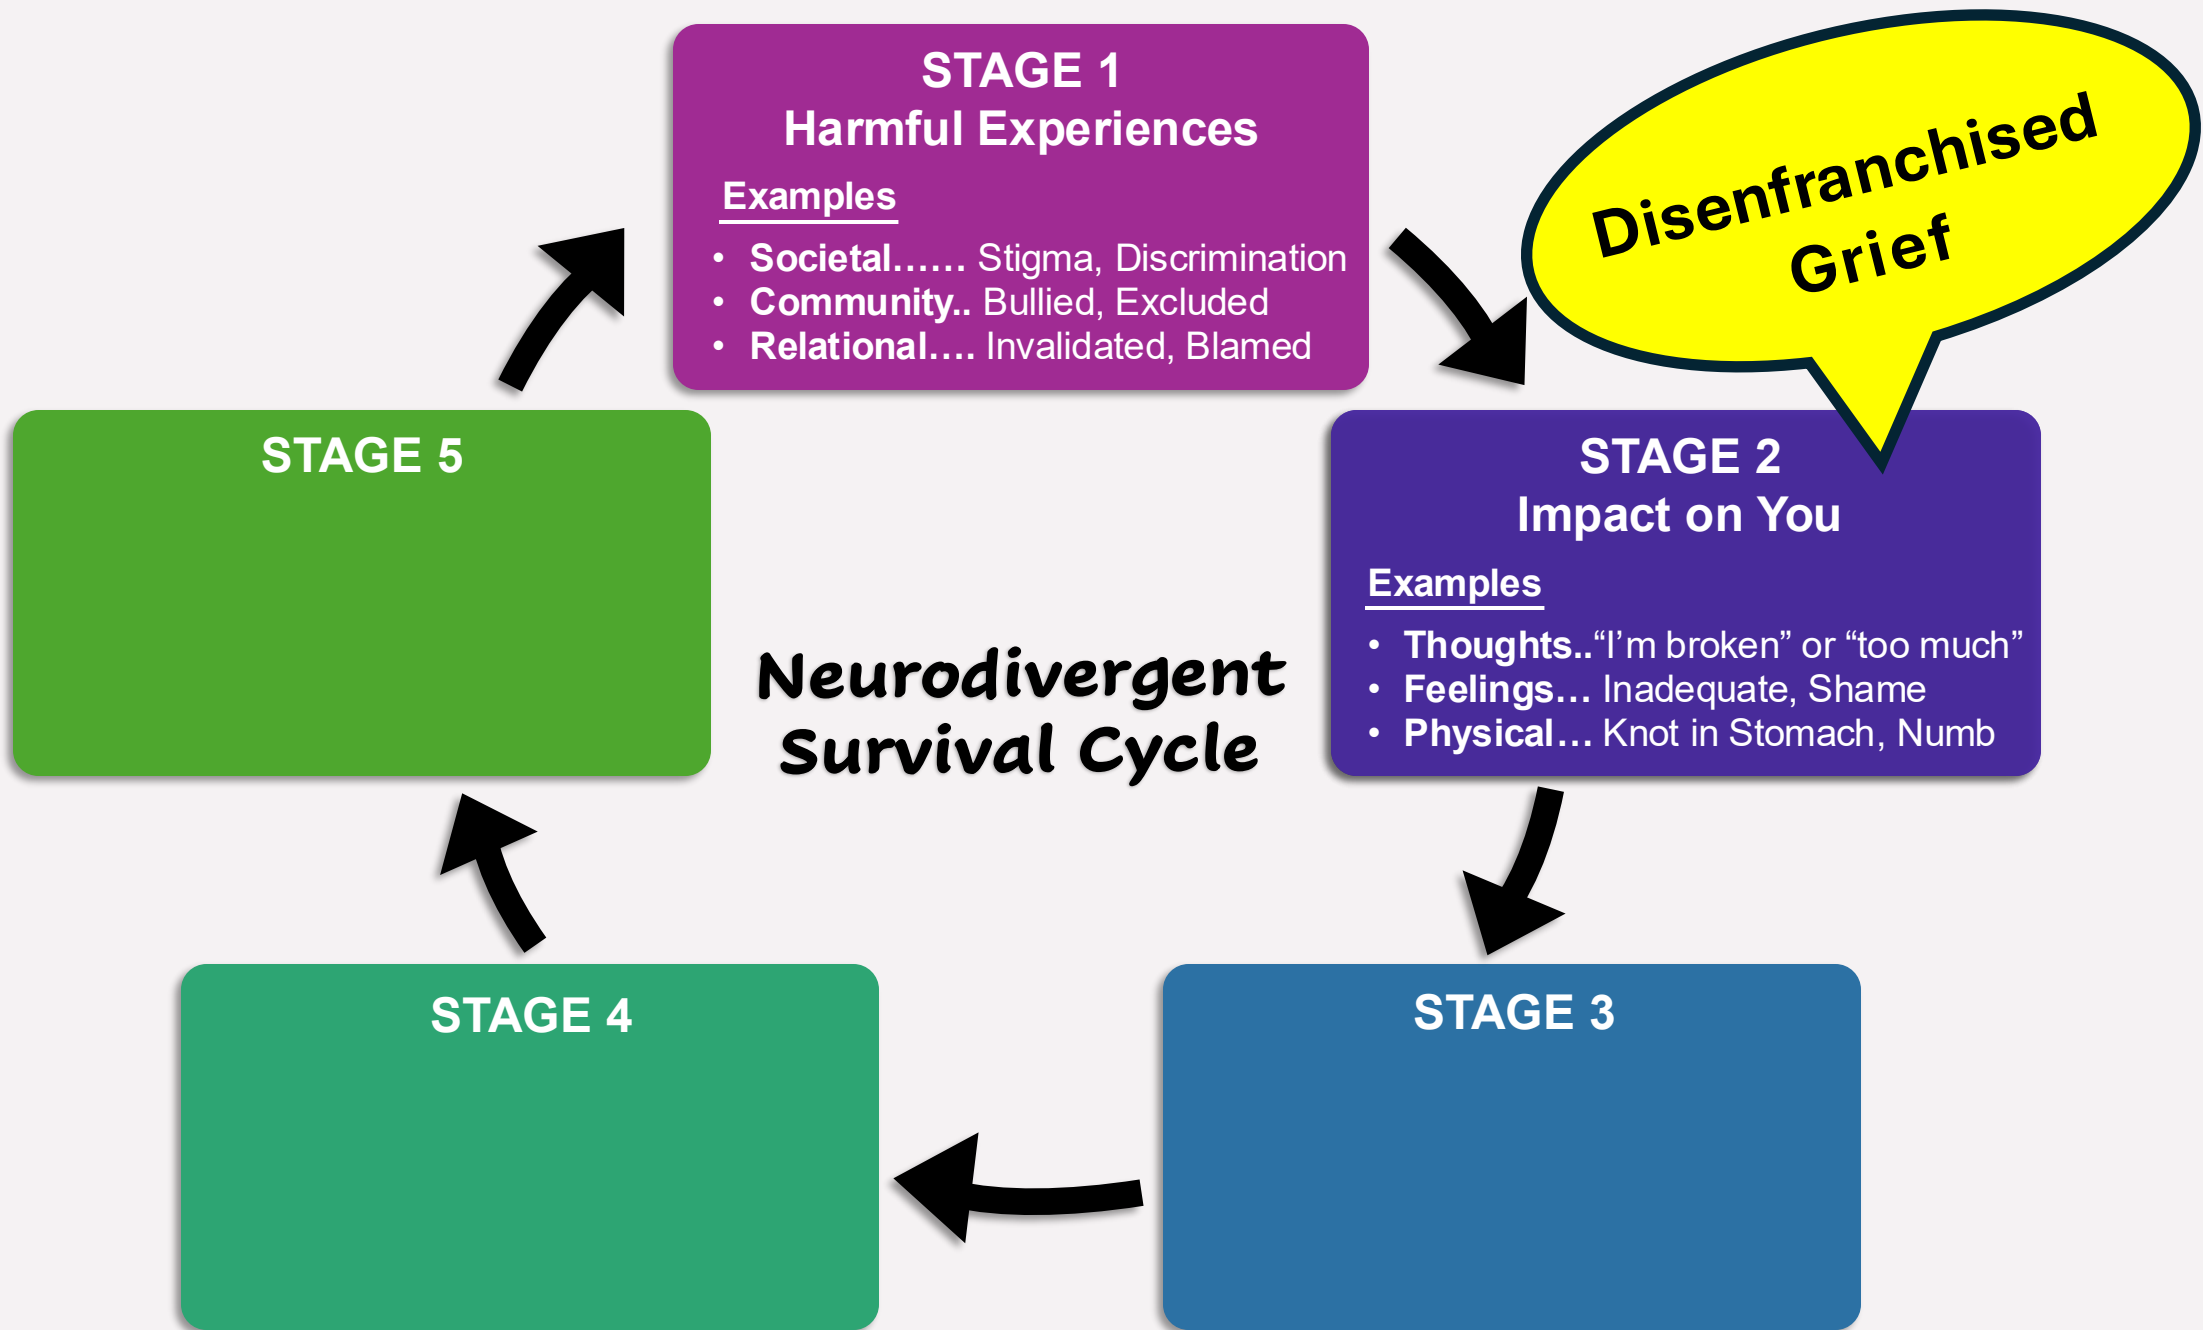 STAGE 1
Harmful Experiences
Examples
• Societal…… Stigma, Discrimination
• Community.. Bullied, Excluded
• Relational…. Invalidated, Blamed
Disenfranchised
Grief
STAGE 2
Impact on You
Examples
• Thoughts..“I’m broken” or “too much”
• Feelings… Inadequate, Shame
• Physical… Knot in Stomach, Numb
STAGE 3
STAGE 4
STAGE 5
Neurodivergent
Survival Cycle